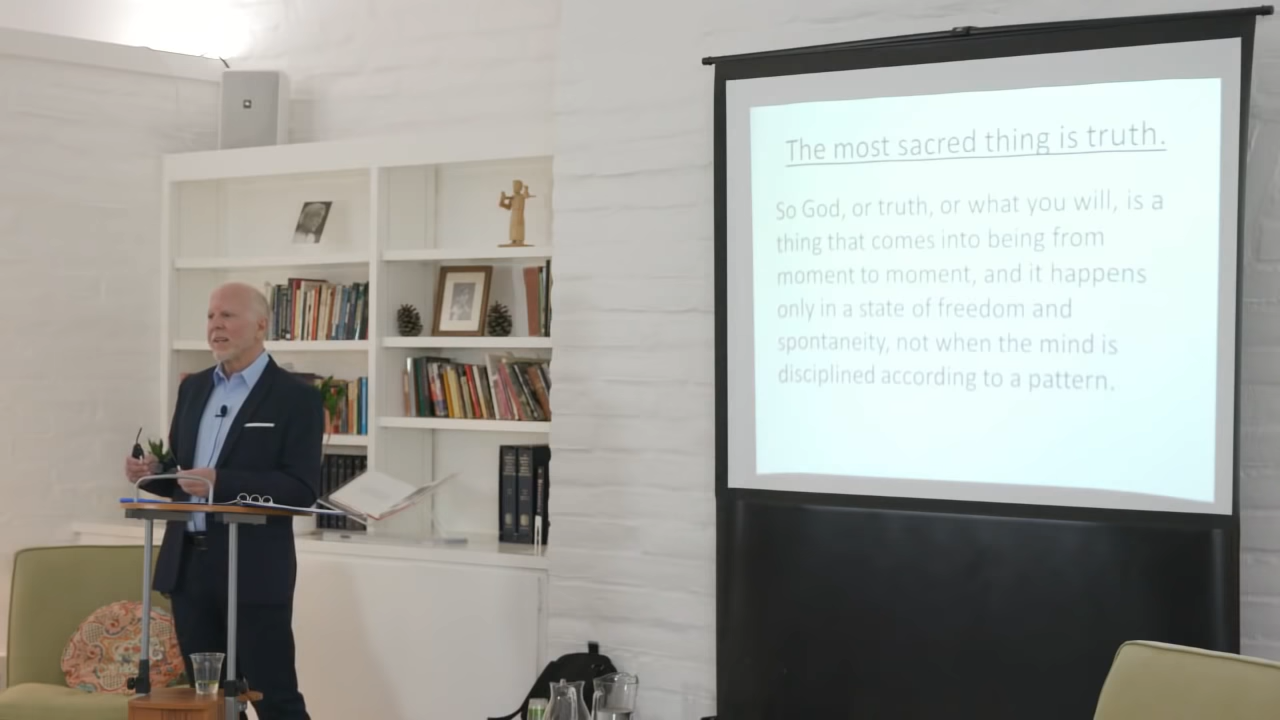 The most sacred thing is truth.
So God, or truth, or what you will, is a
thing that comes into being from
moment to moment, and it happens
only in a state of freedom and
spontaneity, not when the mind is
disciplined according to a pattern.